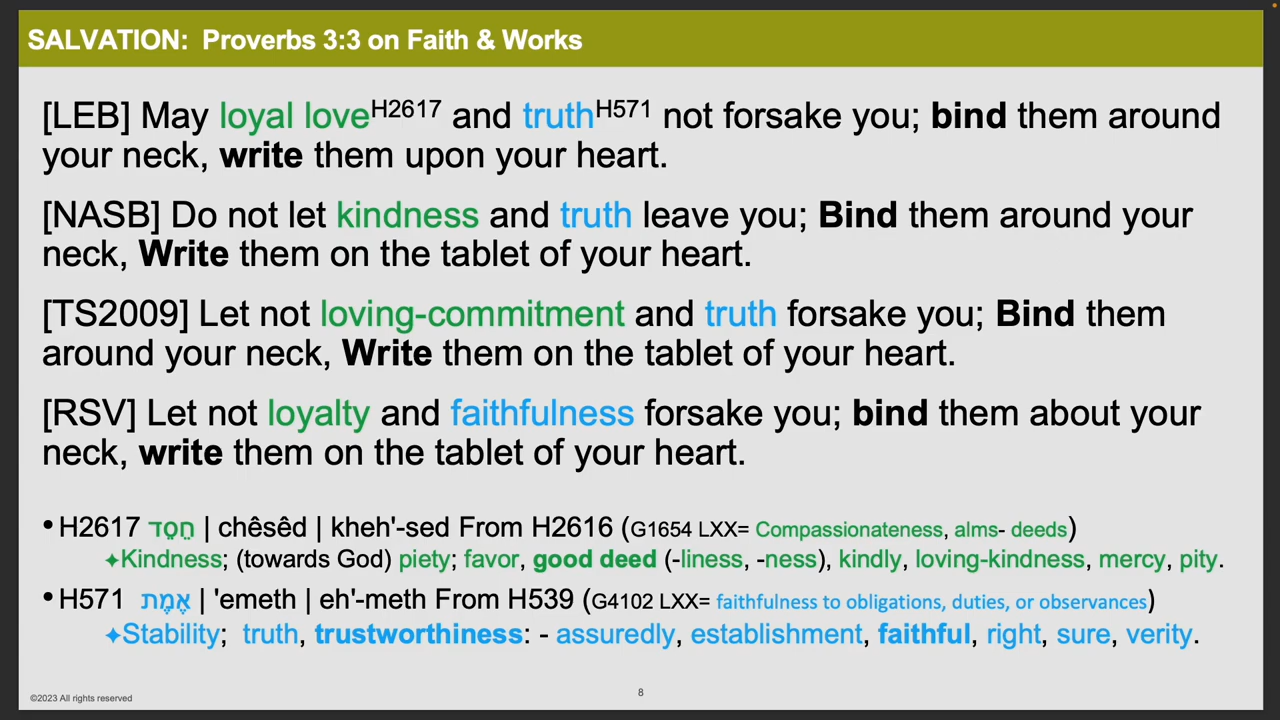 SALVATION: Proverbs 3:3 on Faith & Works
[LEB] May loyal loveH2617 and truthH571 not forsake you; bind them around
your neck, write them upon your heart.
[NASB] Do not let kindness and truth leave you; Bind them around your
neck, Write them on the tablet of your heart.
[TS2009] Let not loving-commitment and truth forsake you; Bind them
around your neck, Write them on the tablet of your heart.
[RSV] Let not loyalty and faithfulness forsake you; bind them about your
neck, write them on the tablet of your heart.
• H2617 חֵסֵד | chêsêd | kheh'-sed From H2616 (G1654 LXX= Compassionateness, alms- deeds)
✦Kindness; (towards God) piety; favor, good deed (-liness, -ness), kindly, loving-kindness, mercy, pity.
• H571 אֶמֶת | 'emeth | eh'-meth From H539 (G4102 LXX= faithfulness to obligations, duties, or observances)
✦Stability; truth, trustworthiness: - assuredly, establishment, faithful, right, sure, verity.
©2023 All rights reserved
8